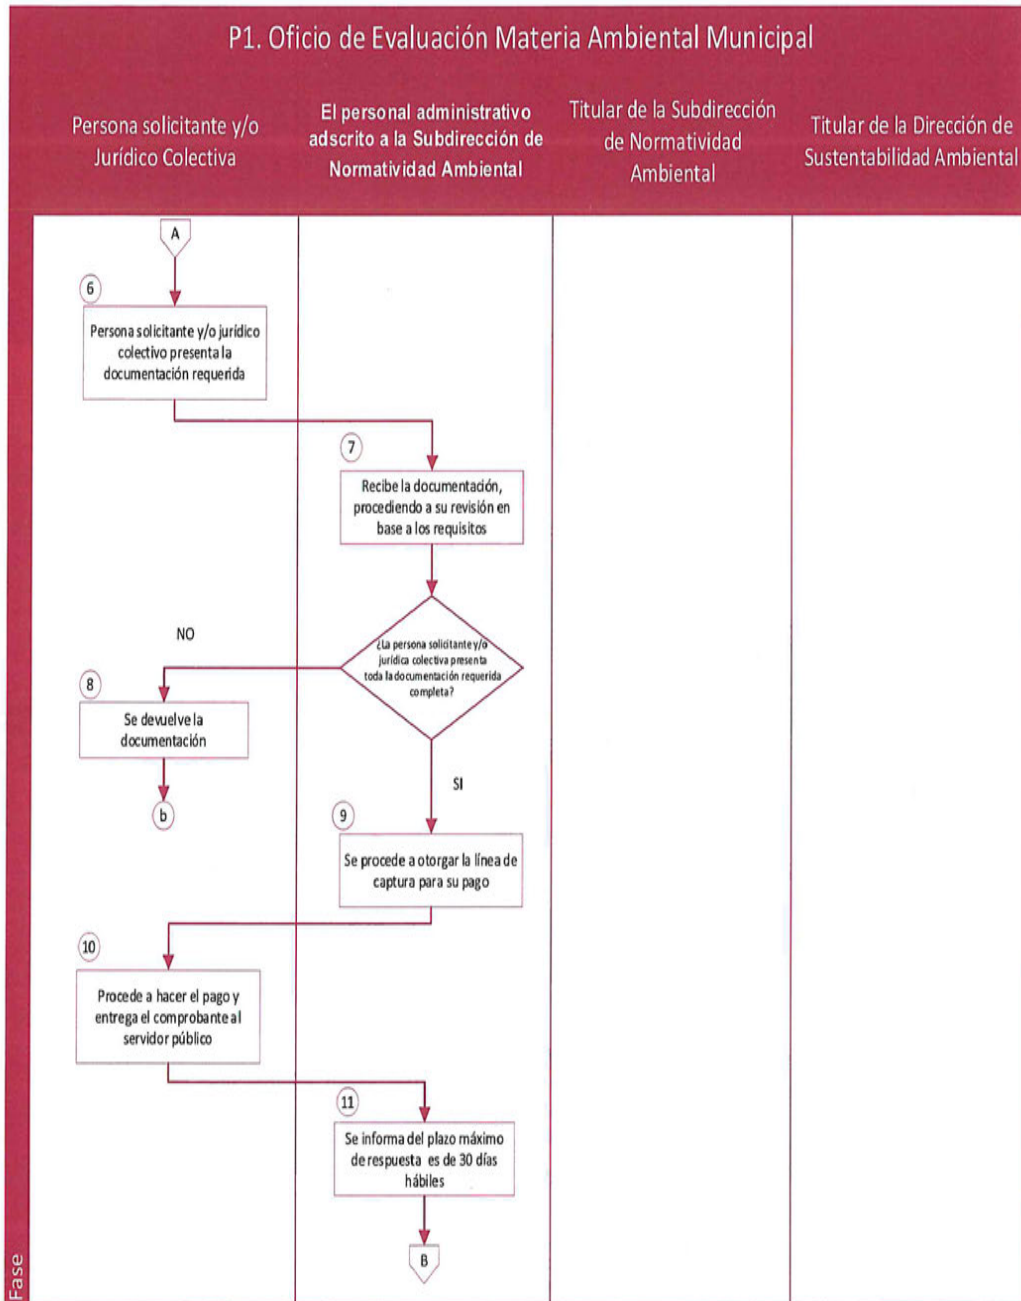 P1. Oficio de Evaluación Materia Ambiental Municipal
Persona solicitante y/o
Jurídico Colectiva
El personal administrativo
adscrito a la Subdirección de
Normatividad Ambiental
Titular de la Subdirección
de Normatividad
Ambiental
Titular de la Dirección de
Sustentabilidad Ambiental
A
6
Persona solicitante y/o jurídico
colectivo presenta la
documentación requerida
7
Recibe la documentación,
procediendo a su revisión en
base a los requisitos
¿La persona solicitante y/o
jurídica colectiva presenta
toda la documentación requerida
completa?
NO
8
Se devuelve la
documentación
b
SI
9
Se procede a otorgar la línea de
captura para su pago
10
Procede a hacer el pago y
entrega el comprobante al
servidor público
11
Se informa del plazo máximo
de respuesta es de 30 días
hábiles
B
Fase